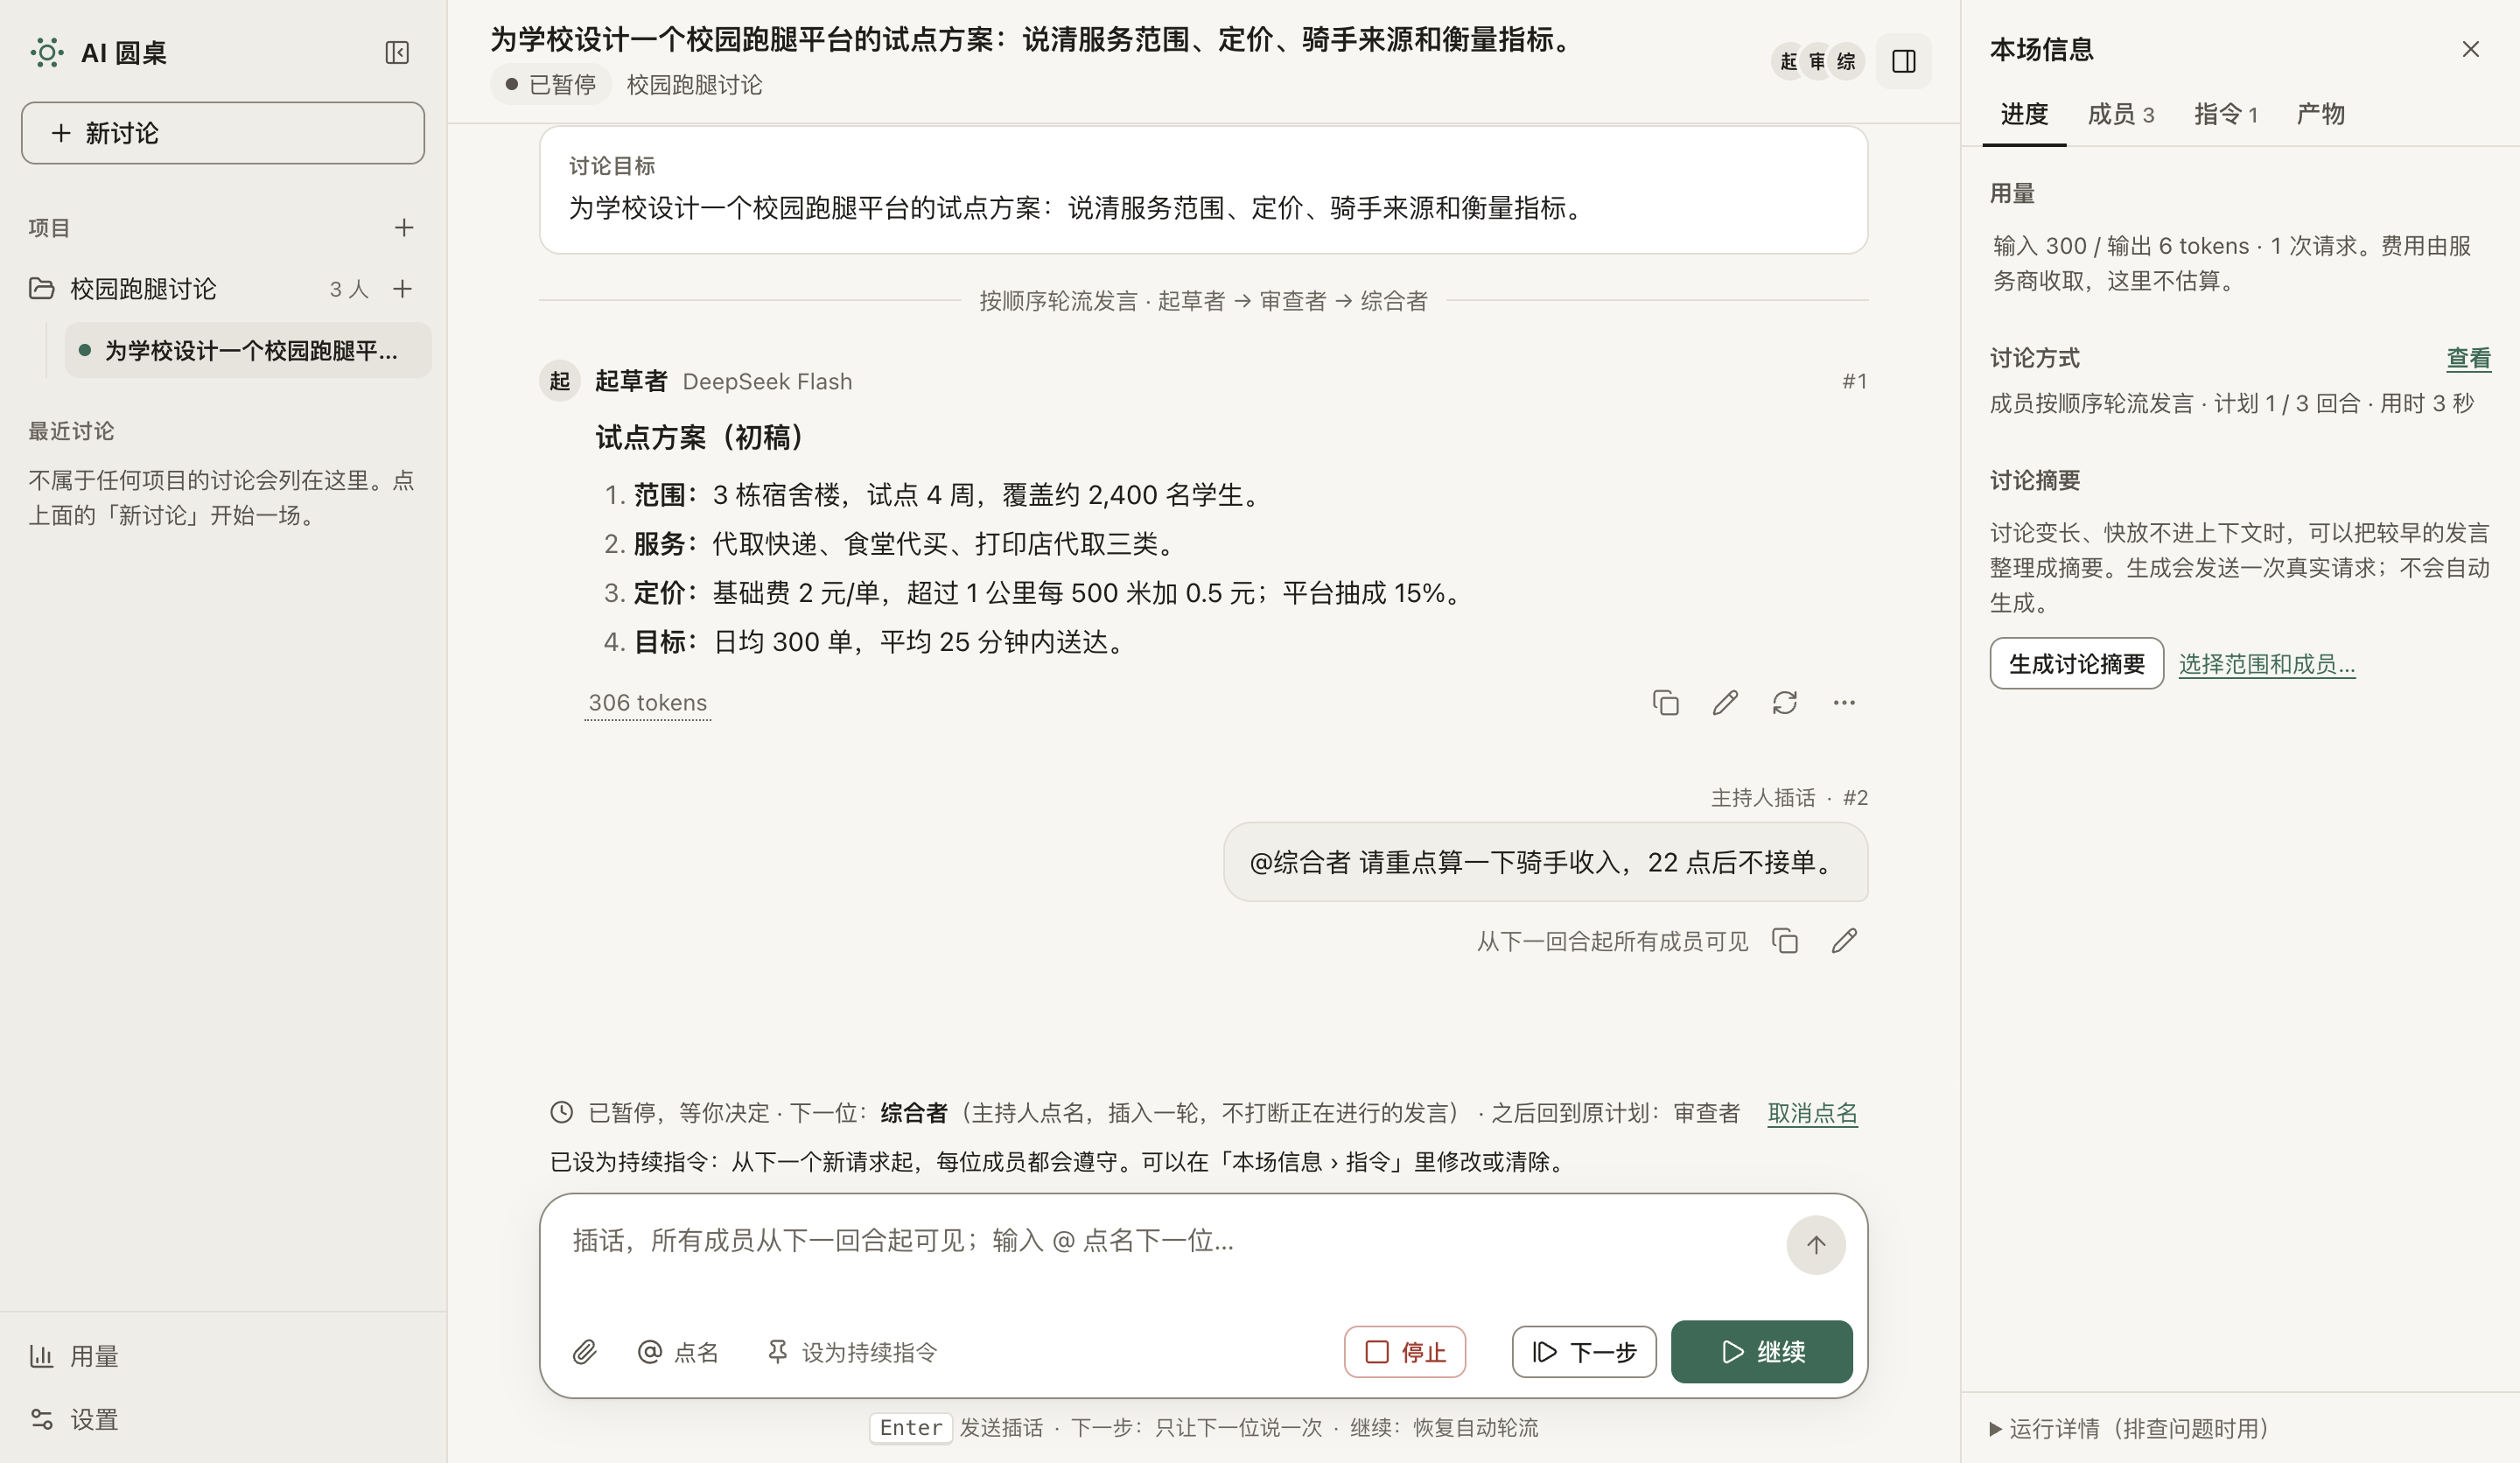 AI 圆桌
新讨论
项目
校园跑腿讨论 3 人
为学校设计一个校园跑腿平...
最近讨论
不属于任何项目的讨论会列在这里。点
上面的「新讨论」开始一场。
用量
设置
为学校设计一个校园跑腿平台的试点方案：说清服务范围、定价、骑手来源和衡量指标。
已暂停 校园跑腿讨论
起 审 综
讨论目标
为学校设计一个校园跑腿平台的试点方案：说清服务范围、定价、骑手来源和衡量指标。
按顺序轮流发言 · 起草者 → 审查者 → 综合者
起 起草者 DeepSeek Flash #1
试点方案（初稿）
1. 范围：3 栋宿舍楼，试点 4 周，覆盖约 2,400 名学生。
2. 服务：代取快递、食堂代买、打印店代取三类。
3. 定价：基础费 2 元/单，超过 1 公里每 500 米加 0.5 元；平台抽成 15%。
4. 目标：日均 300 单，平均 25 分钟内送达。
306 tokens
主持人插话 · #2
@综合者 请重点算一下骑手收入，22 点后不接单。
从下一回合起所有成员可见
已暂停，等你决定 · 下一位：综合者（主持人点名，插入一轮，不打断正在进行的发言） · 之后回到原计划：审查者 取消点名
已设为持续指令：从下一个新请求起，每位成员都会遵守。可以在「本场信息 › 指令」里修改或清除。
插话，所有成员从下一回合起可见；输入 @ 点名下一位...
点名 设为持续指令 停止 下一步 继续
Enter 发送插话 · 下一步：只让下一位说一次 · 继续：恢复自动轮流
本场信息
进度 成员 3 指令 1 产物
用量
输入 300 / 输出 6 tokens · 1 次请求。费用由服
务商收取，这里不估算。
讨论方式 查看
成员按顺序轮流发言 · 计划 1 / 3 回合 · 用时 3 秒
讨论摘要
讨论变长、快放不进上下文时，可以把较早的发言
整理成摘要。生成会发送一次真实请求；不会自动
生成。
生成讨论摘要 选择范围和成员...
运行详情（排查问题时用）